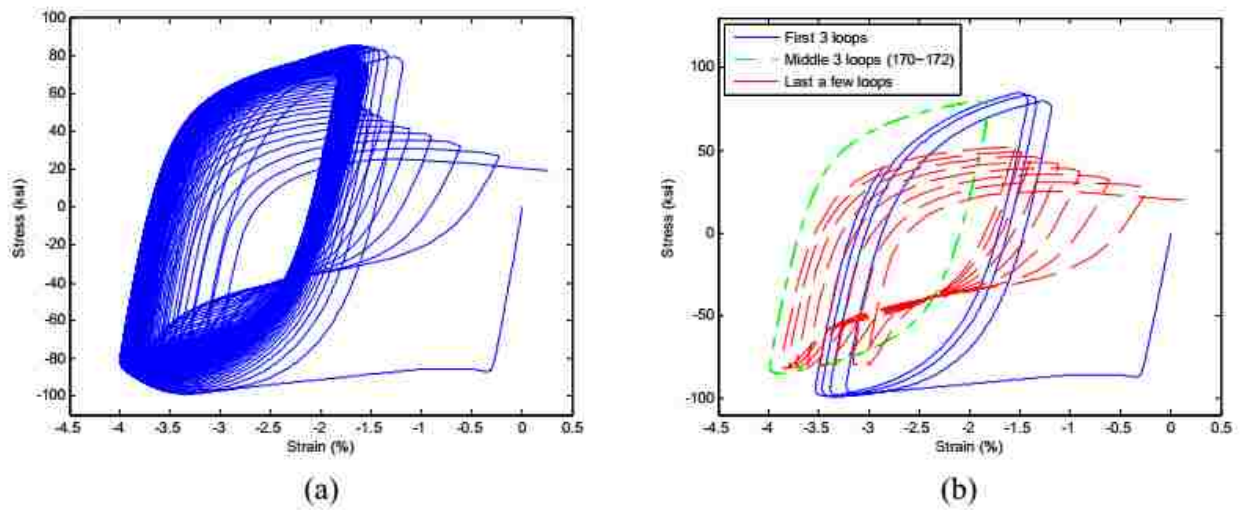 100
80
60
40
20
0
-20
-40
-60
-80
-100
Stress (ksi)
-4.5 -4 -3.5 -3 -2.5 -2 -1.5 -1 -0.5 0 0.5
Strain (%)
(a)
First 3 loops
Middle 3 loops (170-172)
Last a few loops
100
50
0
-50
-100
Stress (ksi)
-4.5 -4 -3.5 -3 -2.5 -2 -1.5 -1 -0.5 0 0.5
Strain (%)
(b)